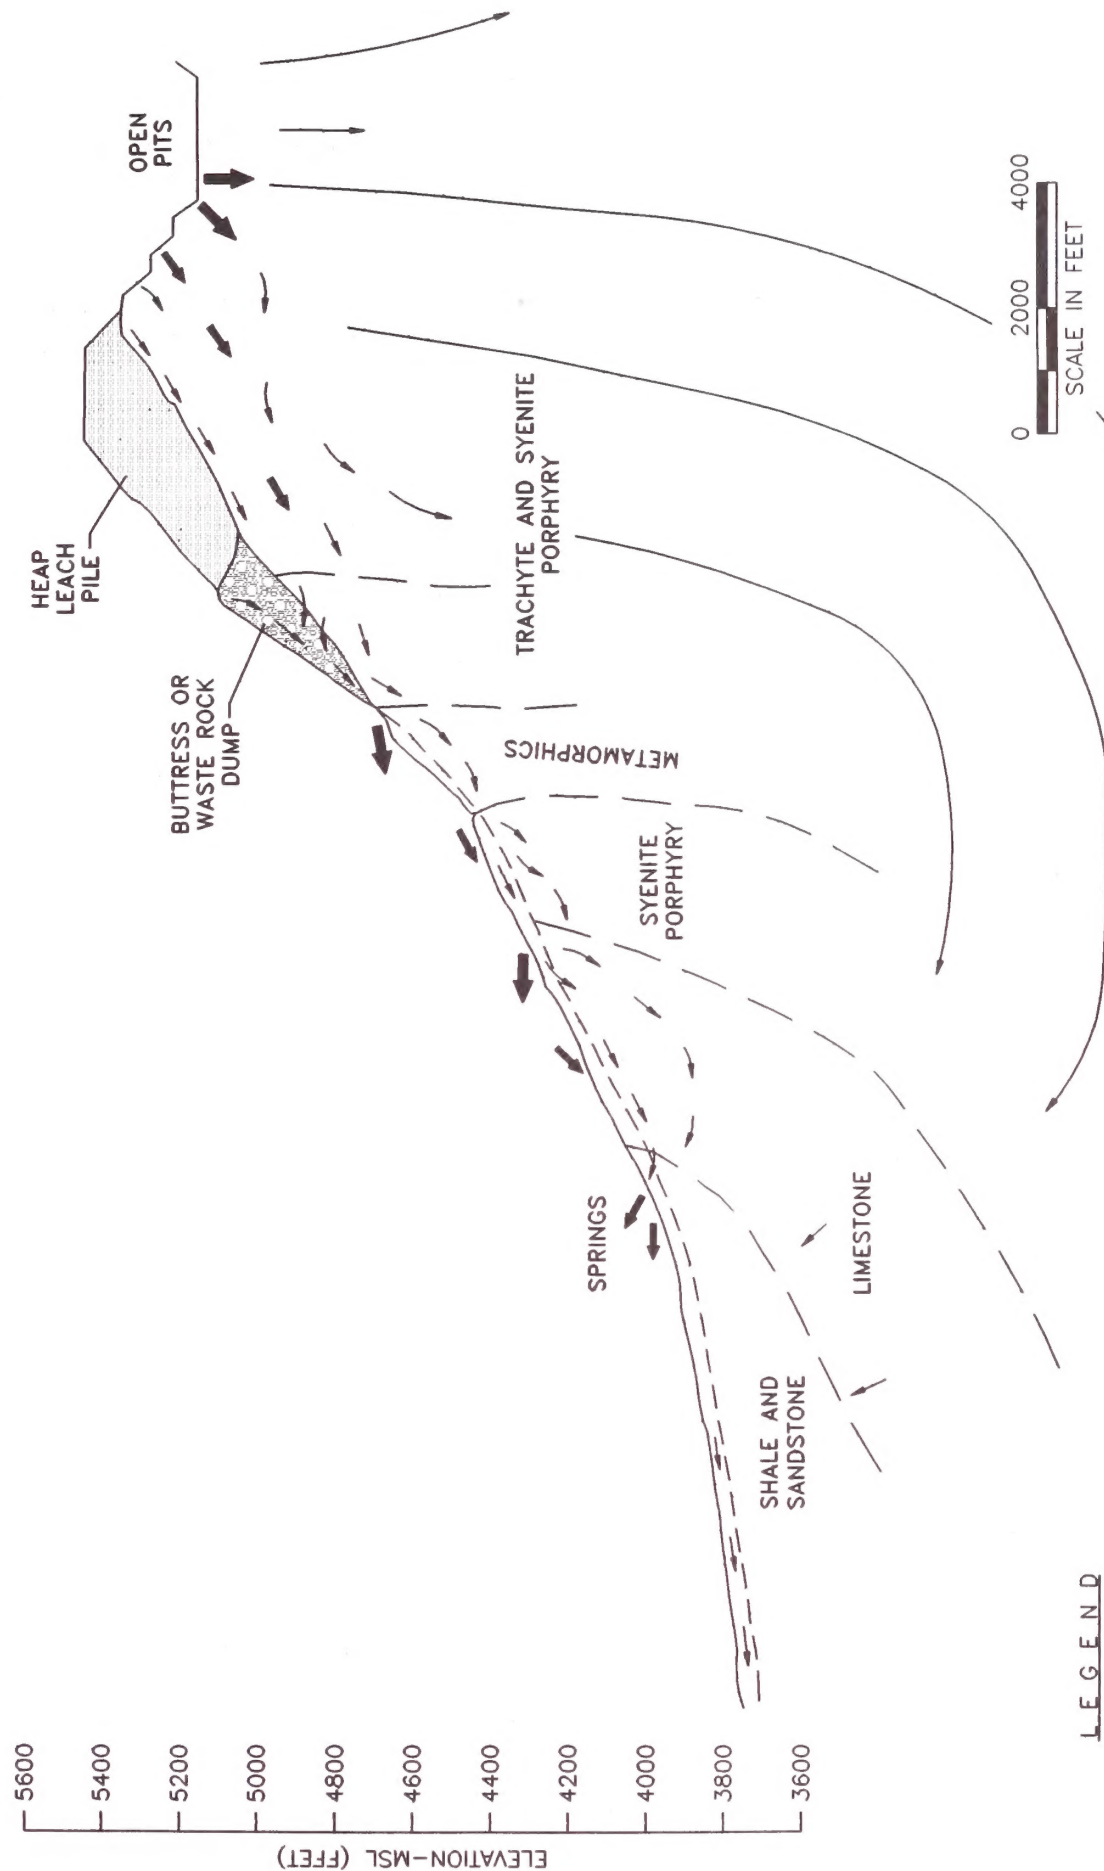 5600
5400
5200
5000
4800
4600
4400
4200
4000
3800
3600
ELEVATION-MSL (FFET)
HEAP
LEACH
PILE
OPEN
PITS
BUTTRESS OR
WASTE ROCK
DUMP
TRACHYTE AND SYENITE
PORPHYRY
METAMORPHICS
SYENITE
PORPHYRY
SPRINGS
LIMESTONE
SHALE AND
SANDSTONE
0 2000 4000
SCALE IN FEET
LEGEND